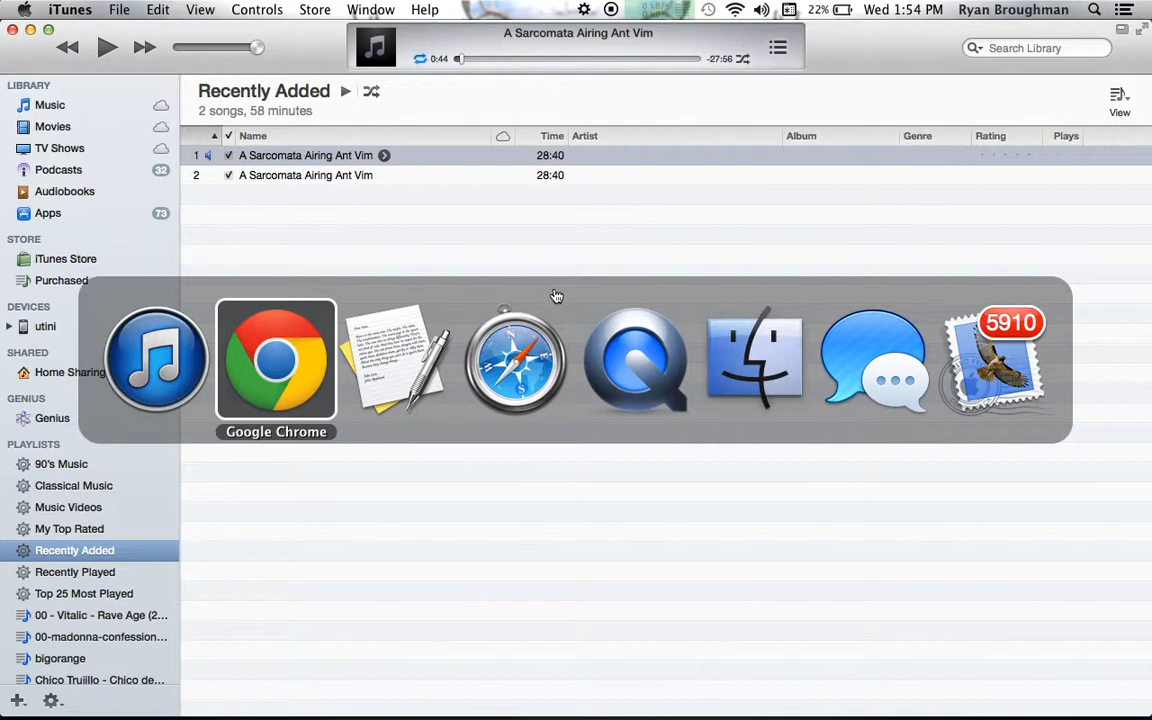 iTunes File Edit View Controls Store Window Help 22% Wed 1:54 PM Ryan Broughman
A Sarcomata Airing Ant Vim
0:44 -27:56
Search Library
LIBRARY
Music
Movies
TV Shows
Podcasts 32
Audiobooks
Apps 73
STORE
iTunes Store
Purchased
DEVICES
utini
SHARED
Home Sharing
GENIUS
Genius
PLAYLISTS
90's Music
Classical Music
Music Videos
My Top Rated
Recently Added
Recently Played
Top 25 Most Played
00 - Vitalic - Rave Age (2...
00-madonna-confession...
bigorange
Chico Trujillo - Chico de...
Recently Added
2 songs, 58 minutes
View
Name Time Artist Album Genre Rating Plays
1 A Sarcomata Airing Ant Vim 28:40
2 A Sarcomata Airing Ant Vim 28:40
5910
Google Chrome